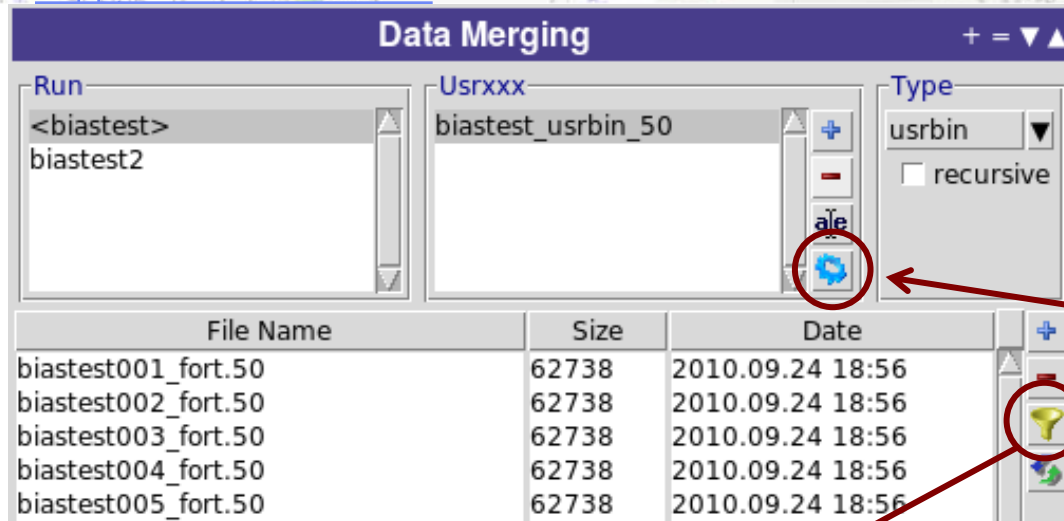 Data Merging + = ▼ ▲
Run Usrxxx Type
<biastest> biastest_usrbin_50 usrbin ▼
biastest2 recursive
aIe
File Name Size Date
biastest001_fort.50 62738 2010.09.24 18:56
biastest002_fort.50 62738 2010.09.24 18:56
biastest003_fort.50 62738 2010.09.24 18:56
biastest004_fort.50 62738 2010.09.24 18:56
biastest005_fort.50 62738 2010.09.24 18:56